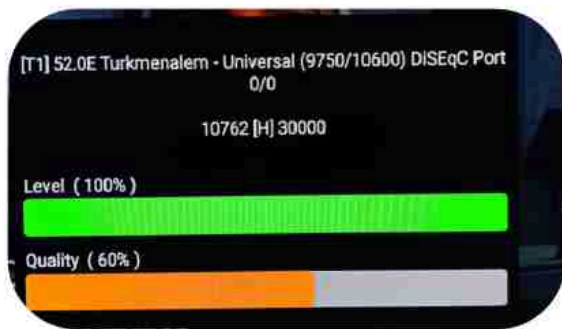 [T1] 52.0E Turkmenalem - Universal (9750/10600) DiSEqC Port
0/0
10762 [H] 30000
Level ( 100% )
Quality ( 60% )